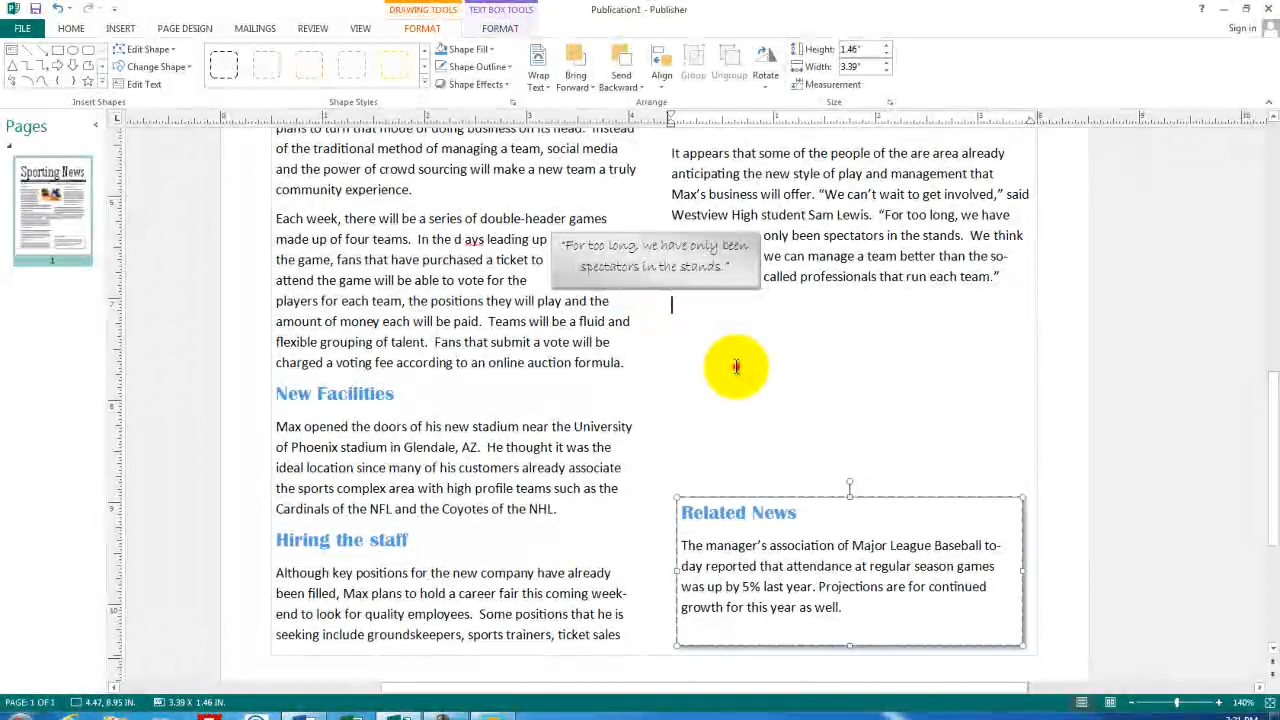 DRAWING TOOLS TEXT BOX TOOLS Publication1 - Publisher
FILE HOME INSERT PAGE DESIGN MAILINGS REVIEW VIEW FORMAT FORMAT Sign in
Edit Shape Shape Fill Height: 1.46"
Change Shape Shape Outline Wrap Text Bring Forward Send Backward Align Group Ungroup Rotate Width: 3.39"
Edit Text Shape Effects Measurement
Insert Shapes Shape Styles Arrange Size
Pages
Sporting News
1
plans to turn that mode of doing business on its head. Instead
of the traditional method of managing a team, social media
and the power of crowd sourcing will make a new team a truly
community experience.
Each week, there will be a series of double-header games
made up of four teams. In the d ays leading up
the game, fans that have purchased a ticket to
attend the game will be able to vote for the
players for each team, the positions they will play and the
amount of money each will be paid. Teams will be a fluid and
flexible grouping of talent. Fans that submit a vote will be
charged a voting fee according to an online auction formula.
New Facilities
Max opened the doors of his new stadium near the University
of Phoenix stadium in Glendale, AZ. He thought it was the
ideal location since many of his customers already associate
the sports complex area with high profile teams such as the
Cardinals of the NFL and the Coyotes of the NHL.
Hiring the staff
Although key positions for the new company have already
been filled, Max plans to hold a career fair this coming week-
end to look for quality employees. Some positions that he is
seeking include groundskeepers, sports trainers, ticket sales
"For too long, we have only been
spectators in the stands."
It appears that some of the people of the are area already
anticipating the new style of play and management that
Max's business will offer. "We can't wait to get involved," said
Westview High student Sam Lewis. "For too long, we have
only been spectators in the stands. We think
we can manage a team better than the so-
called professionals that run each team."
Related News
The manager's association of Major League Baseball to-
day reported that attendance at regular season games
was up by 5% last year. Projections are for continued
growth for this year as well.
PAGE: 1 OF 1 4.47, 8.95 IN. 3.39 X 1.46 IN. 140%